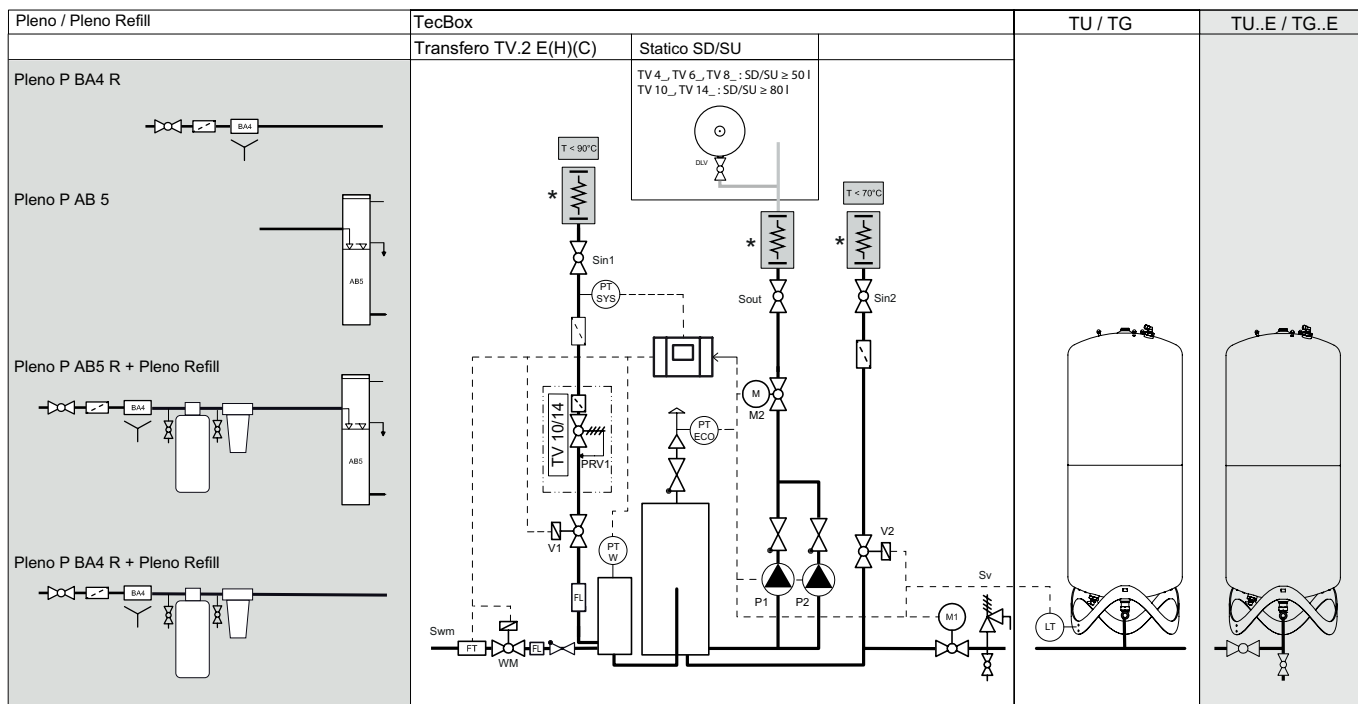 Pleno / Pleno Refill
TecBox
TU / TG
TU..E / TG..E
Transfero TV.2 E(H)(C)
Statico SD/SU
Pleno P BA4 R
BA4
Pleno P AB 5
AB5
Pleno P AB5 R + Pleno Refill
BA4
AB5
Pleno P BA4 R + Pleno Refill
BA4
TV 4_, TV 6_, TV 8_ : SD/SU ≥ 50 l
TV 10_, TV 14_ : SD/SU ≥ 80 l
DLV
T < 90°C
T < 70°C
*
*
*
Sin1
Sout
Sin2
PT
SYS
M
M2
PT
ECO
TV 10/14
PRV1
V1
PT
W
V2
FL
P1
P2
Sv
M1
LT
Swm
FT
WM
FL